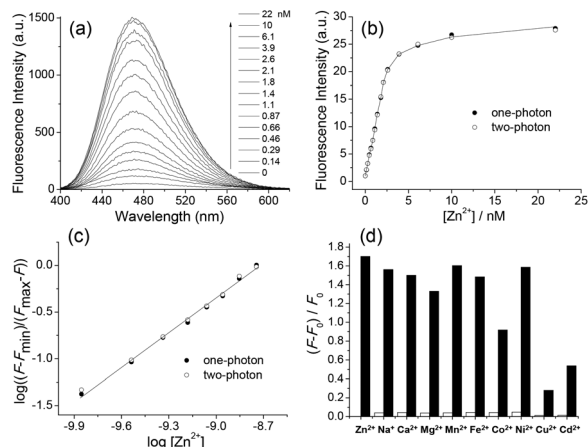 (a)
Fluorescence Intensity (a.u.)
1500
1000
500
0
400 440 480 520 560 600
Wavelength (nm)
22 nM
10
6.1
3.9
2.6
2.1
1.8
1.4
1.1
0.87
0.66
0.46
0.29
0.14
0
(b)
Fluorescence Intensity (a.u.)
30
25
20
15
10
5
0
0 5 10 15 20 25
[Zn²⁺] / nM
one-photon
two-photon
(c)
log((F-Fmin)/(Fmax-F))
0.0
-0.5
-1.0
-1.5
-9.9 -9.6 -9.3 -9.0 -8.7
log [Zn²⁺]
one-photon
two-photon
(d)
(F-F₀) / F₀
1.8
1.6
1.4
1.2
1.0
0.8
0.6
0.4
0.2
0.0
Zn²⁺ Na⁺ Ca²⁺ Mg²⁺ Mn²⁺ Fe²⁺ Co²⁺ Ni²⁺ Cu²⁺ Cd²⁺